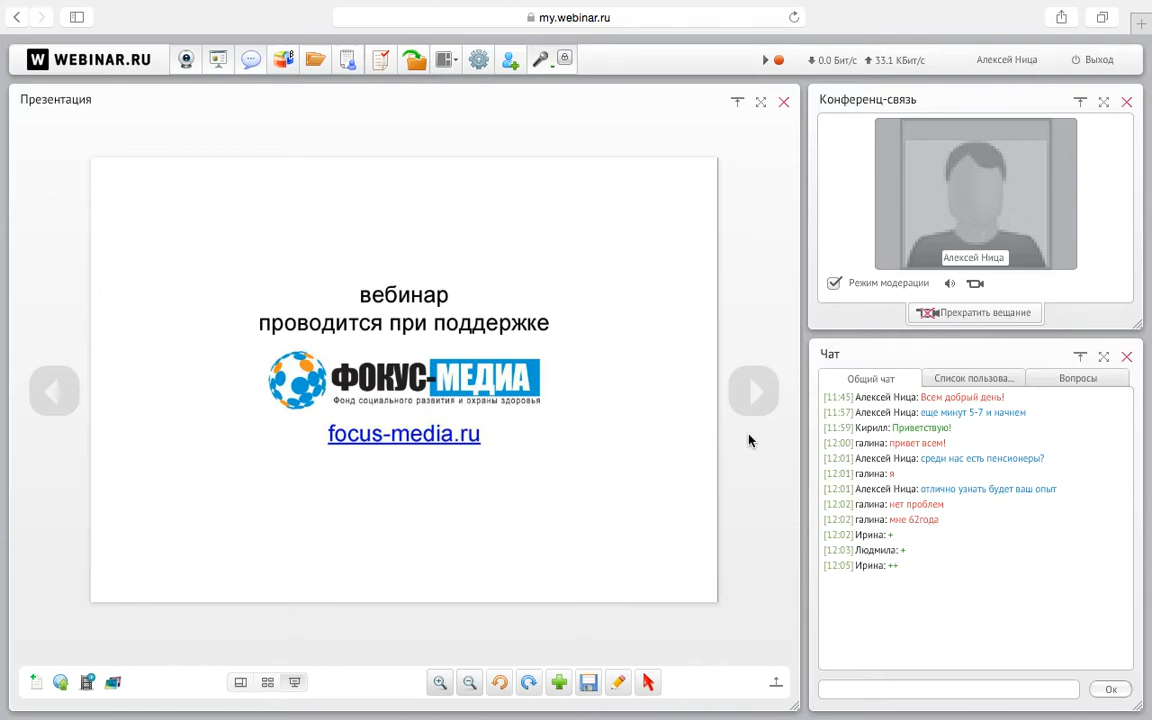 my.webinar.ru
W WEBINAR.RU
0.0 Бит/с 33.1 КБит/с
Алексей Ница
Выход
Презентация
вебинар
проводится при поддержке
ФОКУС-МЕДИА
Фонд социального развития и охраны здоровья
focus-media.ru
Конференц-связь
Алексей Ница
Режим модерации
Прекратить вещание
Чат
Общий чат
Список пользова...
Вопросы
[11:45] Алексей Ница: Всем добрый день!
[11:57] Алексей Ница: еще минут 5-7 и начнем
[11:59] Кирилл: Приветствую!
[12:00] галина: привет всем!
[12:01] Алексей Ница: среди нас есть пенсионеры?
[12:01] галина: я
[12:01] Алексей Ница: отлично узнать будет ваш опыт
[12:02] галина: нет проблем
[12:02] галина: мне 62года
[12:02] Ирина: +
[12:03] Людмила: +
[12:05] Ирина: ++
Ок